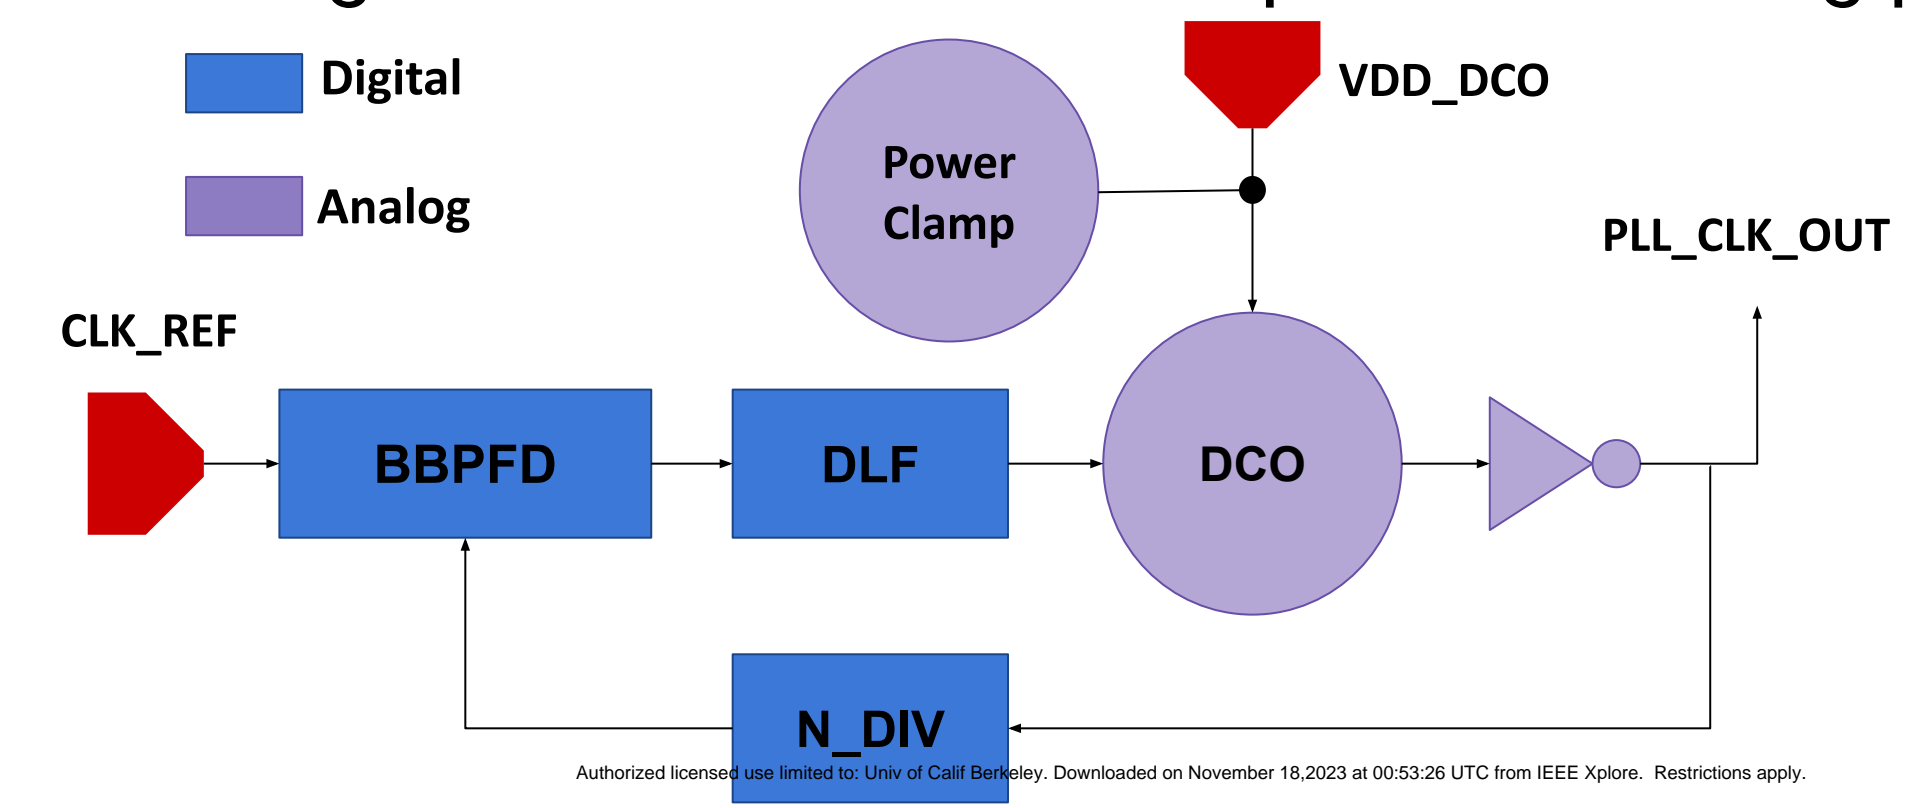 Digital
VDD_DCO
Power
Clamp
Analog
PLL_CLK_OUT
CLK_REF
BBPFD
DLF
DCO
N_DIV
Authorized licensed use limited to: Univ of Calif Berkeley. Downloaded on November 18,2023 at 00:53:26 UTC from IEEE Xplore.  Restrictions apply.